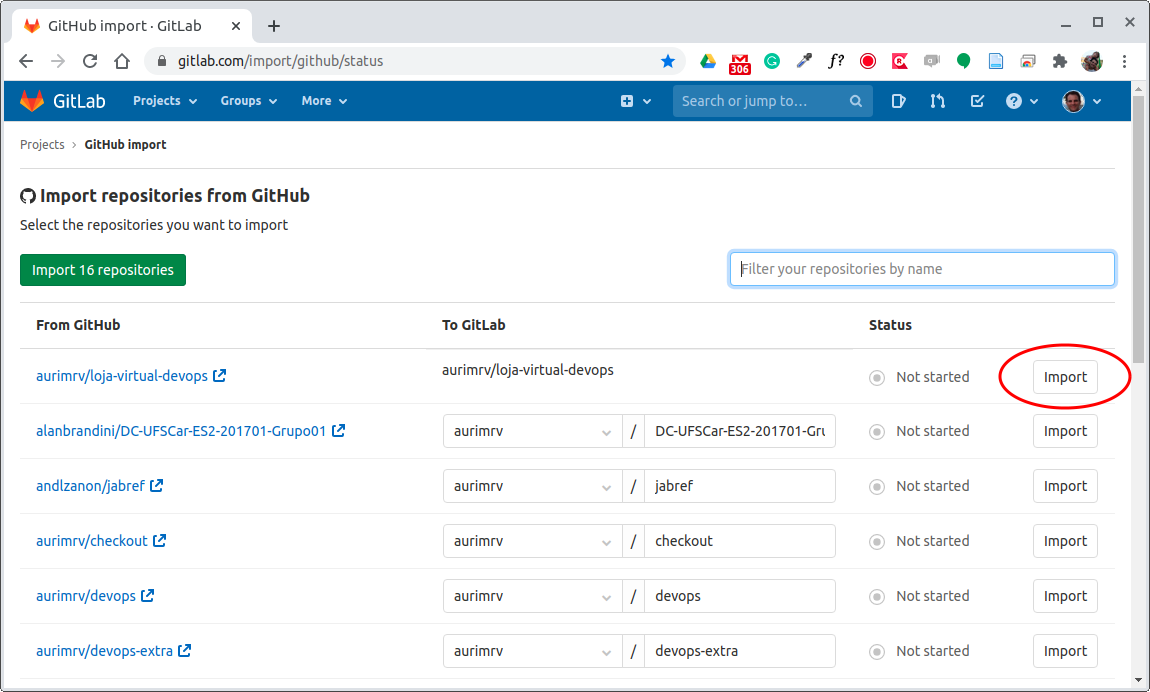 GitHub import · GitLab
gitlab.com/import/github/status
306
f?
GitLab Projects Groups More Search or jump to...
Projects › GitHub import
Import repositories from GitHub
Select the repositories you want to import
Import 16 repositories Filter your repositories by name
From GitHub To GitLab Status
aurimrv/loja-virtual-devops aurimrv/loja-virtual-devops Not started Import
alanbrandini/DC-UFSCar-ES2-201701-Grupo01 aurimrv / DC-UFSCar-ES2-201701-Gru Not started Import
andlzanon/jabref aurimrv / jabref Not started Import
aurimrv/checkout aurimrv / checkout Not started Import
aurimrv/devops aurimrv / devops Not started Import
aurimrv/devops-extra aurimrv / devops-extra Not started Import